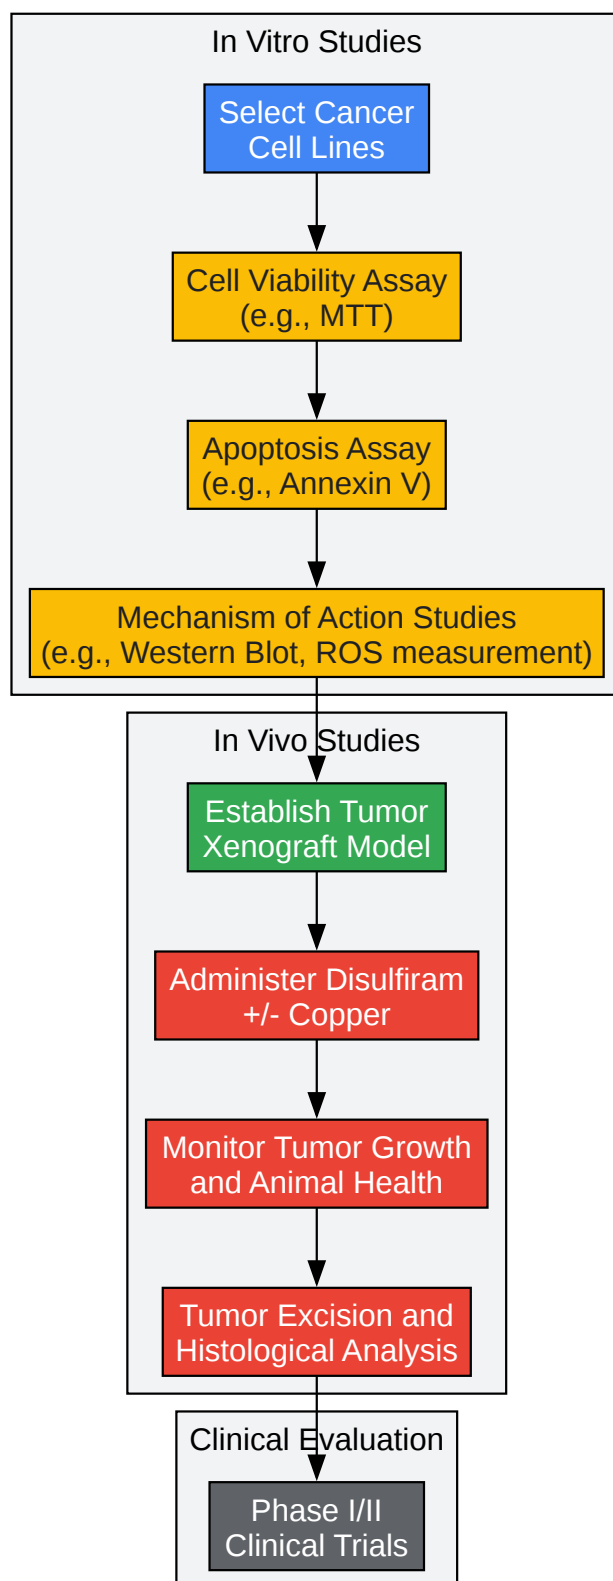 In Vitro Studies
Select Cancer
Cell Lines
Cell Viability Assay
(e.g., MTT)
Apoptosis Assay
(e.g., Annexin V)
Mechanism of Action Studies
(e.g., Western Blot, ROS measurement)
In Vivo Studies
Establish Tumor
Xenograft Model
Administer Disulfiram
+/- Copper
Monitor Tumor Growth
and Animal Health
Tumor Excision and
Histological Analysis
Clinical Evaluation
Phase I/II
Clinical Trials